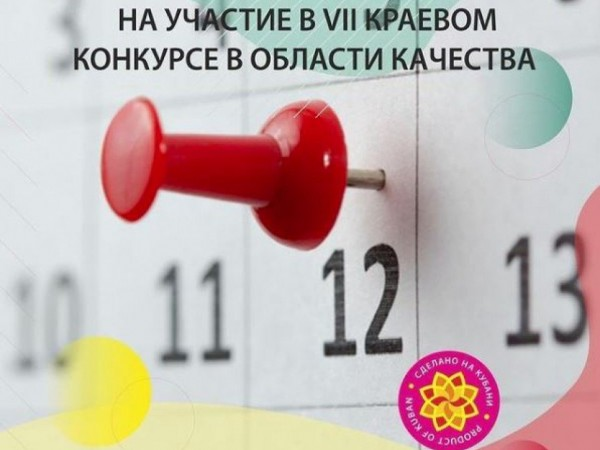 НА УЧАСТИЕ В VII КРАЕВОМ
КОНКУРСЕ В ОБЛАСТИ КАЧЕСТВА
10 11 12 13
СДЕЛАНО НА КУБАНИ
PRODUCT OF KUBAN